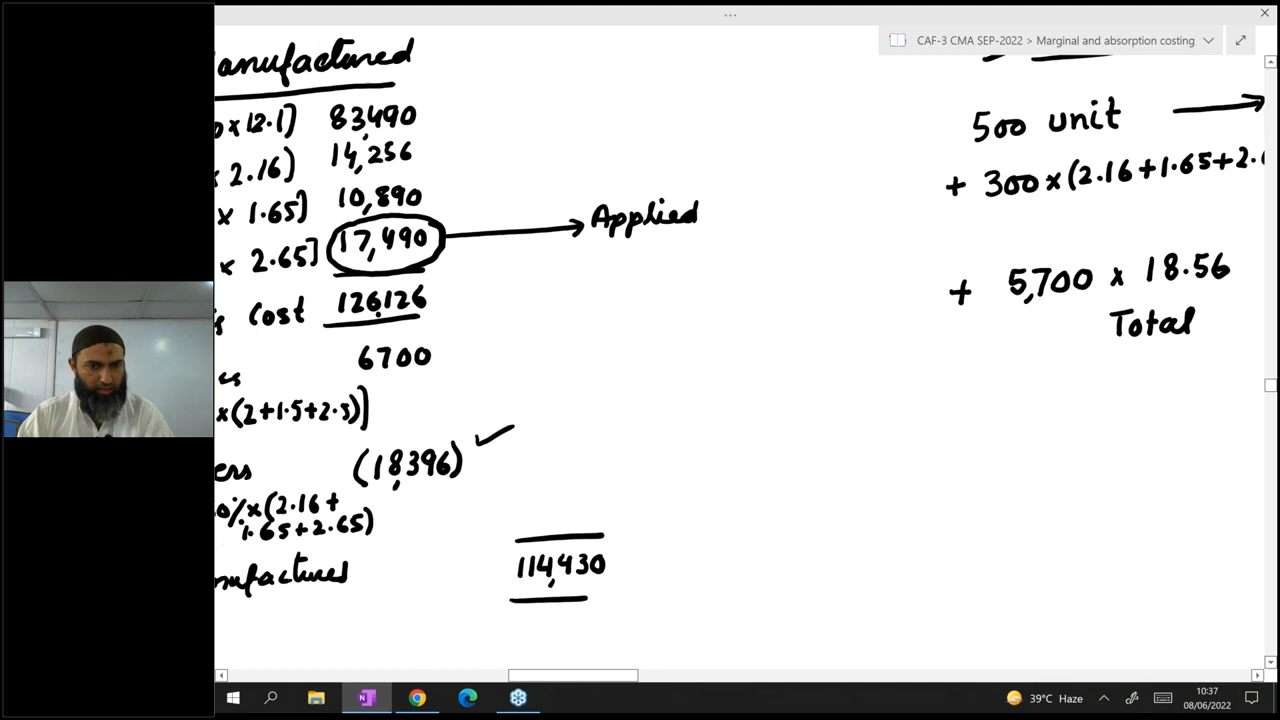 CAF-3 CMA SEP-2022 > Marginal and absorption costing
anufactured
x 12.1] 83,490
x 2.16] 14,256
x 1.65] 10,890
x 2.65] 17,490 → Applied
cost 126,126
6700
x(2+1.5+2.5)]
ers (18,396) ✓
0% x (2.16+
1.65+2.65)
nufactures
114,430
500 unit →
+ 300 x (2.16+1.65+2.
+ 5,700 x 18.56
Total
39°C Haze
10:37
08/06/2022